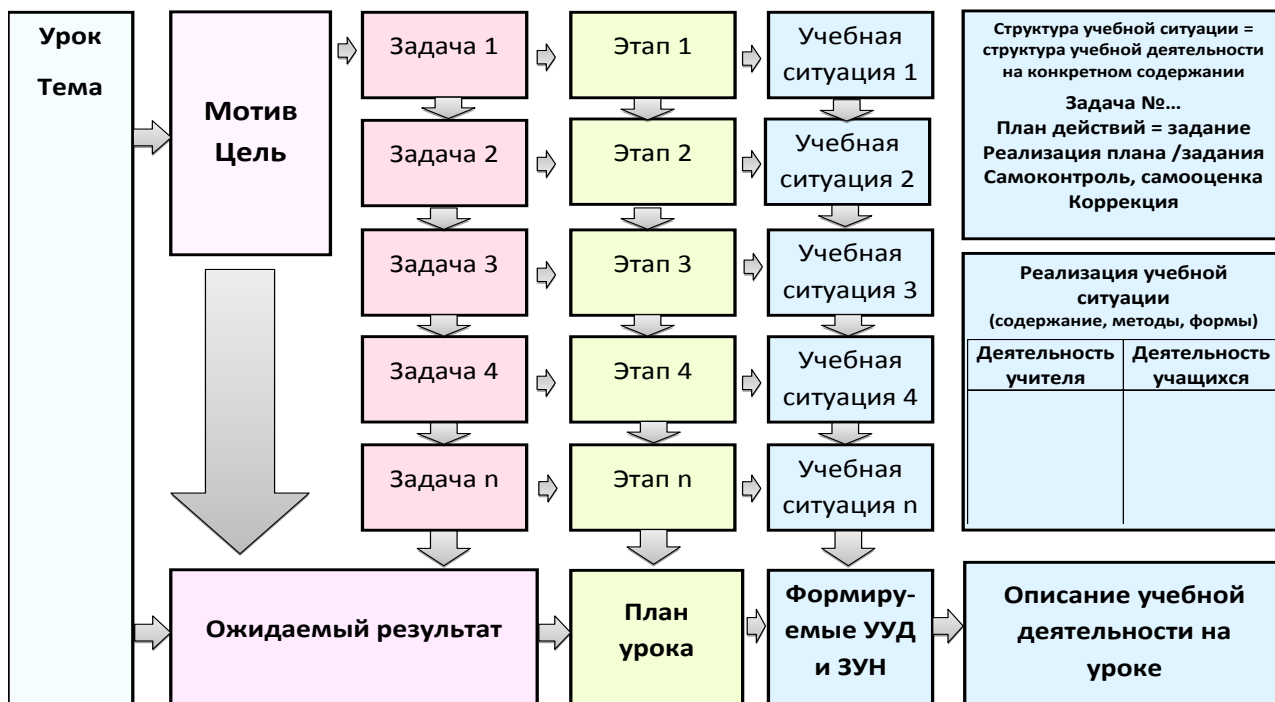 Урок
Тема
Мотив
Цель
Задача 1
Этап 1
Учебная
ситуация 1
Задача 2
Этап 2
Учебная
ситуация 2
Задача 3
Этап 3
Учебная
ситуация 3
Задача 4
Этап 4
Учебная
ситуация 4
Задача n
Этап n
Учебная
ситуация n
Структура учебной ситуации =
структура учебной деятельности
на конкретном содержании
Задача №...
План действий = задание
Реализация плана /задания
Самоконтроль, самооценка
Коррекция
Реализация учебной
ситуации
(содержание, методы, формы)
Деятельность
учителя
Деятельность
учащихся
Ожидаемый результат
План
урока
Формиру-
емые УУД
и ЗУН
Описание учебной
деятельности на
уроке